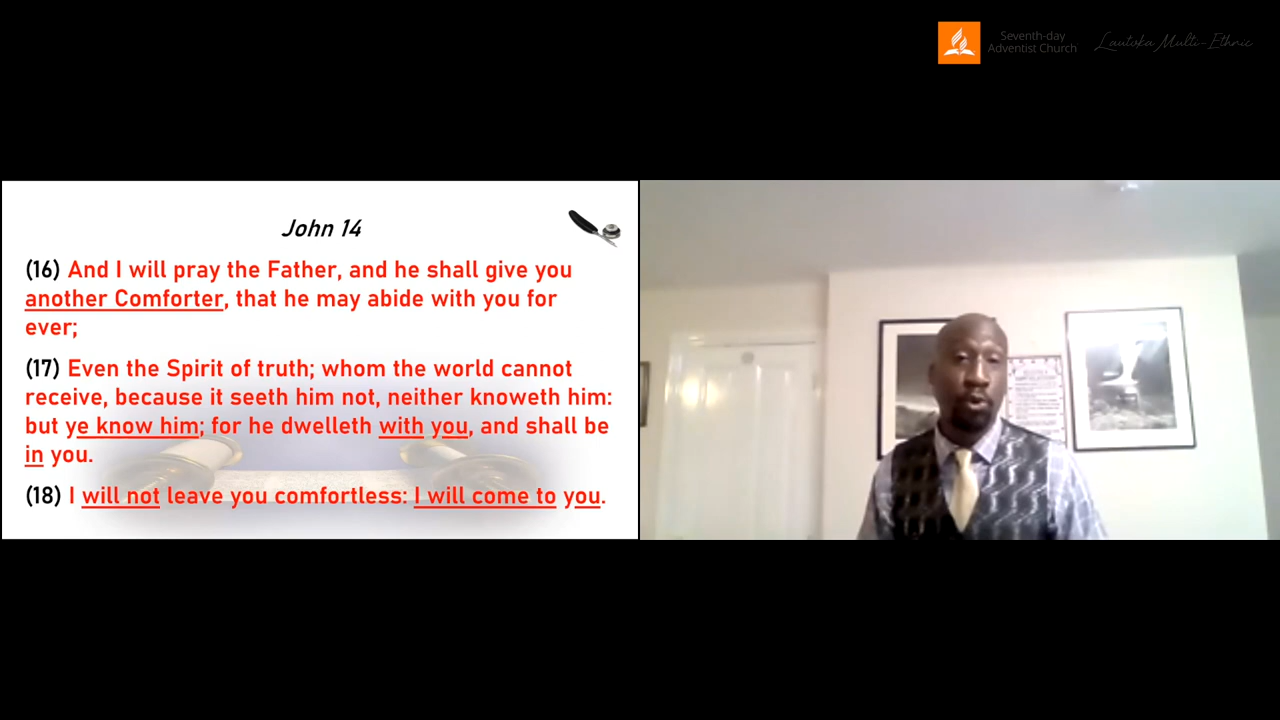 Seventh-day
Adventist Church
Lautoka Multi-Ethnic
John 14
(16) And I will pray the Father, and he shall give you
another Comforter, that he may abide with you for
ever;
(17) Even the Spirit of truth; whom the world cannot
receive, because it seeth him not, neither knoweth him:
but ye know him; for he dwelleth with you, and shall be
in you.
(18) I will not leave you comfortless: I will come to you.